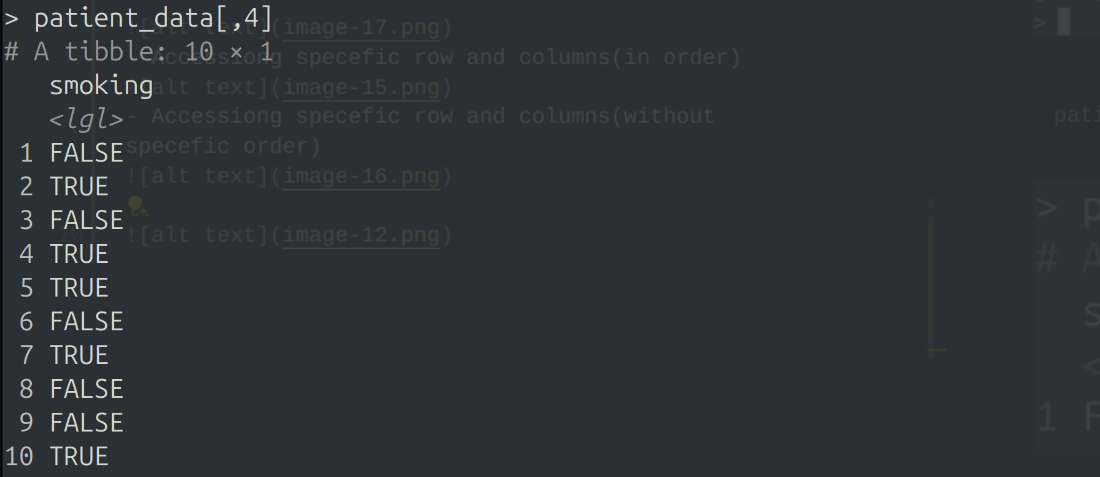 > patient_data[,4]
# A tibble: 10 × 1
smoking
<lgl>
1 FALSE
2 TRUE
3 FALSE
4 TRUE
5 TRUE
6 FALSE
7 TRUE
8 FALSE
9 FALSE
10 TRUE
![alt text](image-17.png)
Accessiong specefic row and columns(in order)
alt text](image-15.png)
- Accessiong specefic row and columns(without
specefic order)
![alt text](image-16.png)
![alt text](image-12.png)
>
pati
> p
# A
s
<
1 F